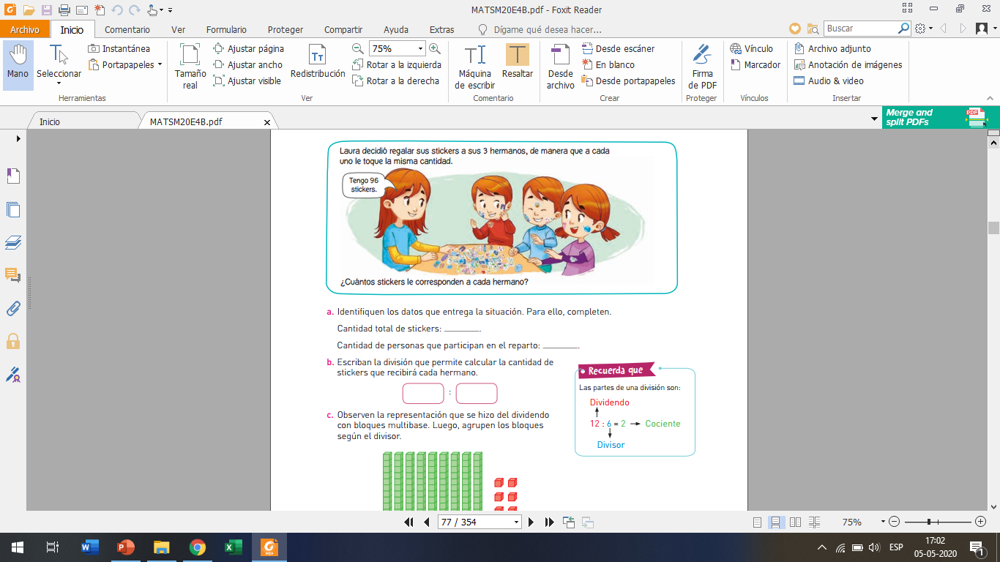 MATSM20E4B.pdf - Foxit Reader
Archivo Inicio Comentario Ver Formulario Proteger Compartir Ayuda Extras Dígame qué desea hacer... Buscar
Mano
Seleccionar
Instantánea
Portapapeles
Herramientas
Tamaño
real
Ajustar página
Ajustar ancho
Ajustar visible
Redistribución
75%
Rotar a la izquierda
Rotar a la derecha
Ver
Máquina
de escribir
Resaltar
Comentario
Desde
archivo
Desde escáner
En blanco
Desde portapapeles
Crear
Firma
de PDF
Proteger
Vínculo
Marcador
Vínculos
Archivo adjunto
Anotación de imágenes
Audio & video
Insertar
Inicio
MATSM20E4B.pdf
Merge and
split PDFs
PDF
Laura decidió regalar sus stickers a sus 3 hermanos, de manera que a cada
uno le toque la misma cantidad.
Tengo 96
stickers.
¿Cuántos stickers le corresponden a cada hermano?
a. Identifiquen los datos que entrega la situación. Para ello, completen.
Cantidad total de stickers: ________.
Cantidad de personas que participan en el reparto: ________.
b. Escriban la división que permite calcular la cantidad de
stickers que recibirá cada hermano.
:
c. Observen la representación que se hizo del dividendo
con bloques multibase. Luego, agrupen los bloques
según el divisor.
Recuerda que
Las partes de una división son:
Dividendo
12 : 6 = 2 → Cociente
Divisor
77 / 354
75%
ESP
17:02
05-05-2020
1